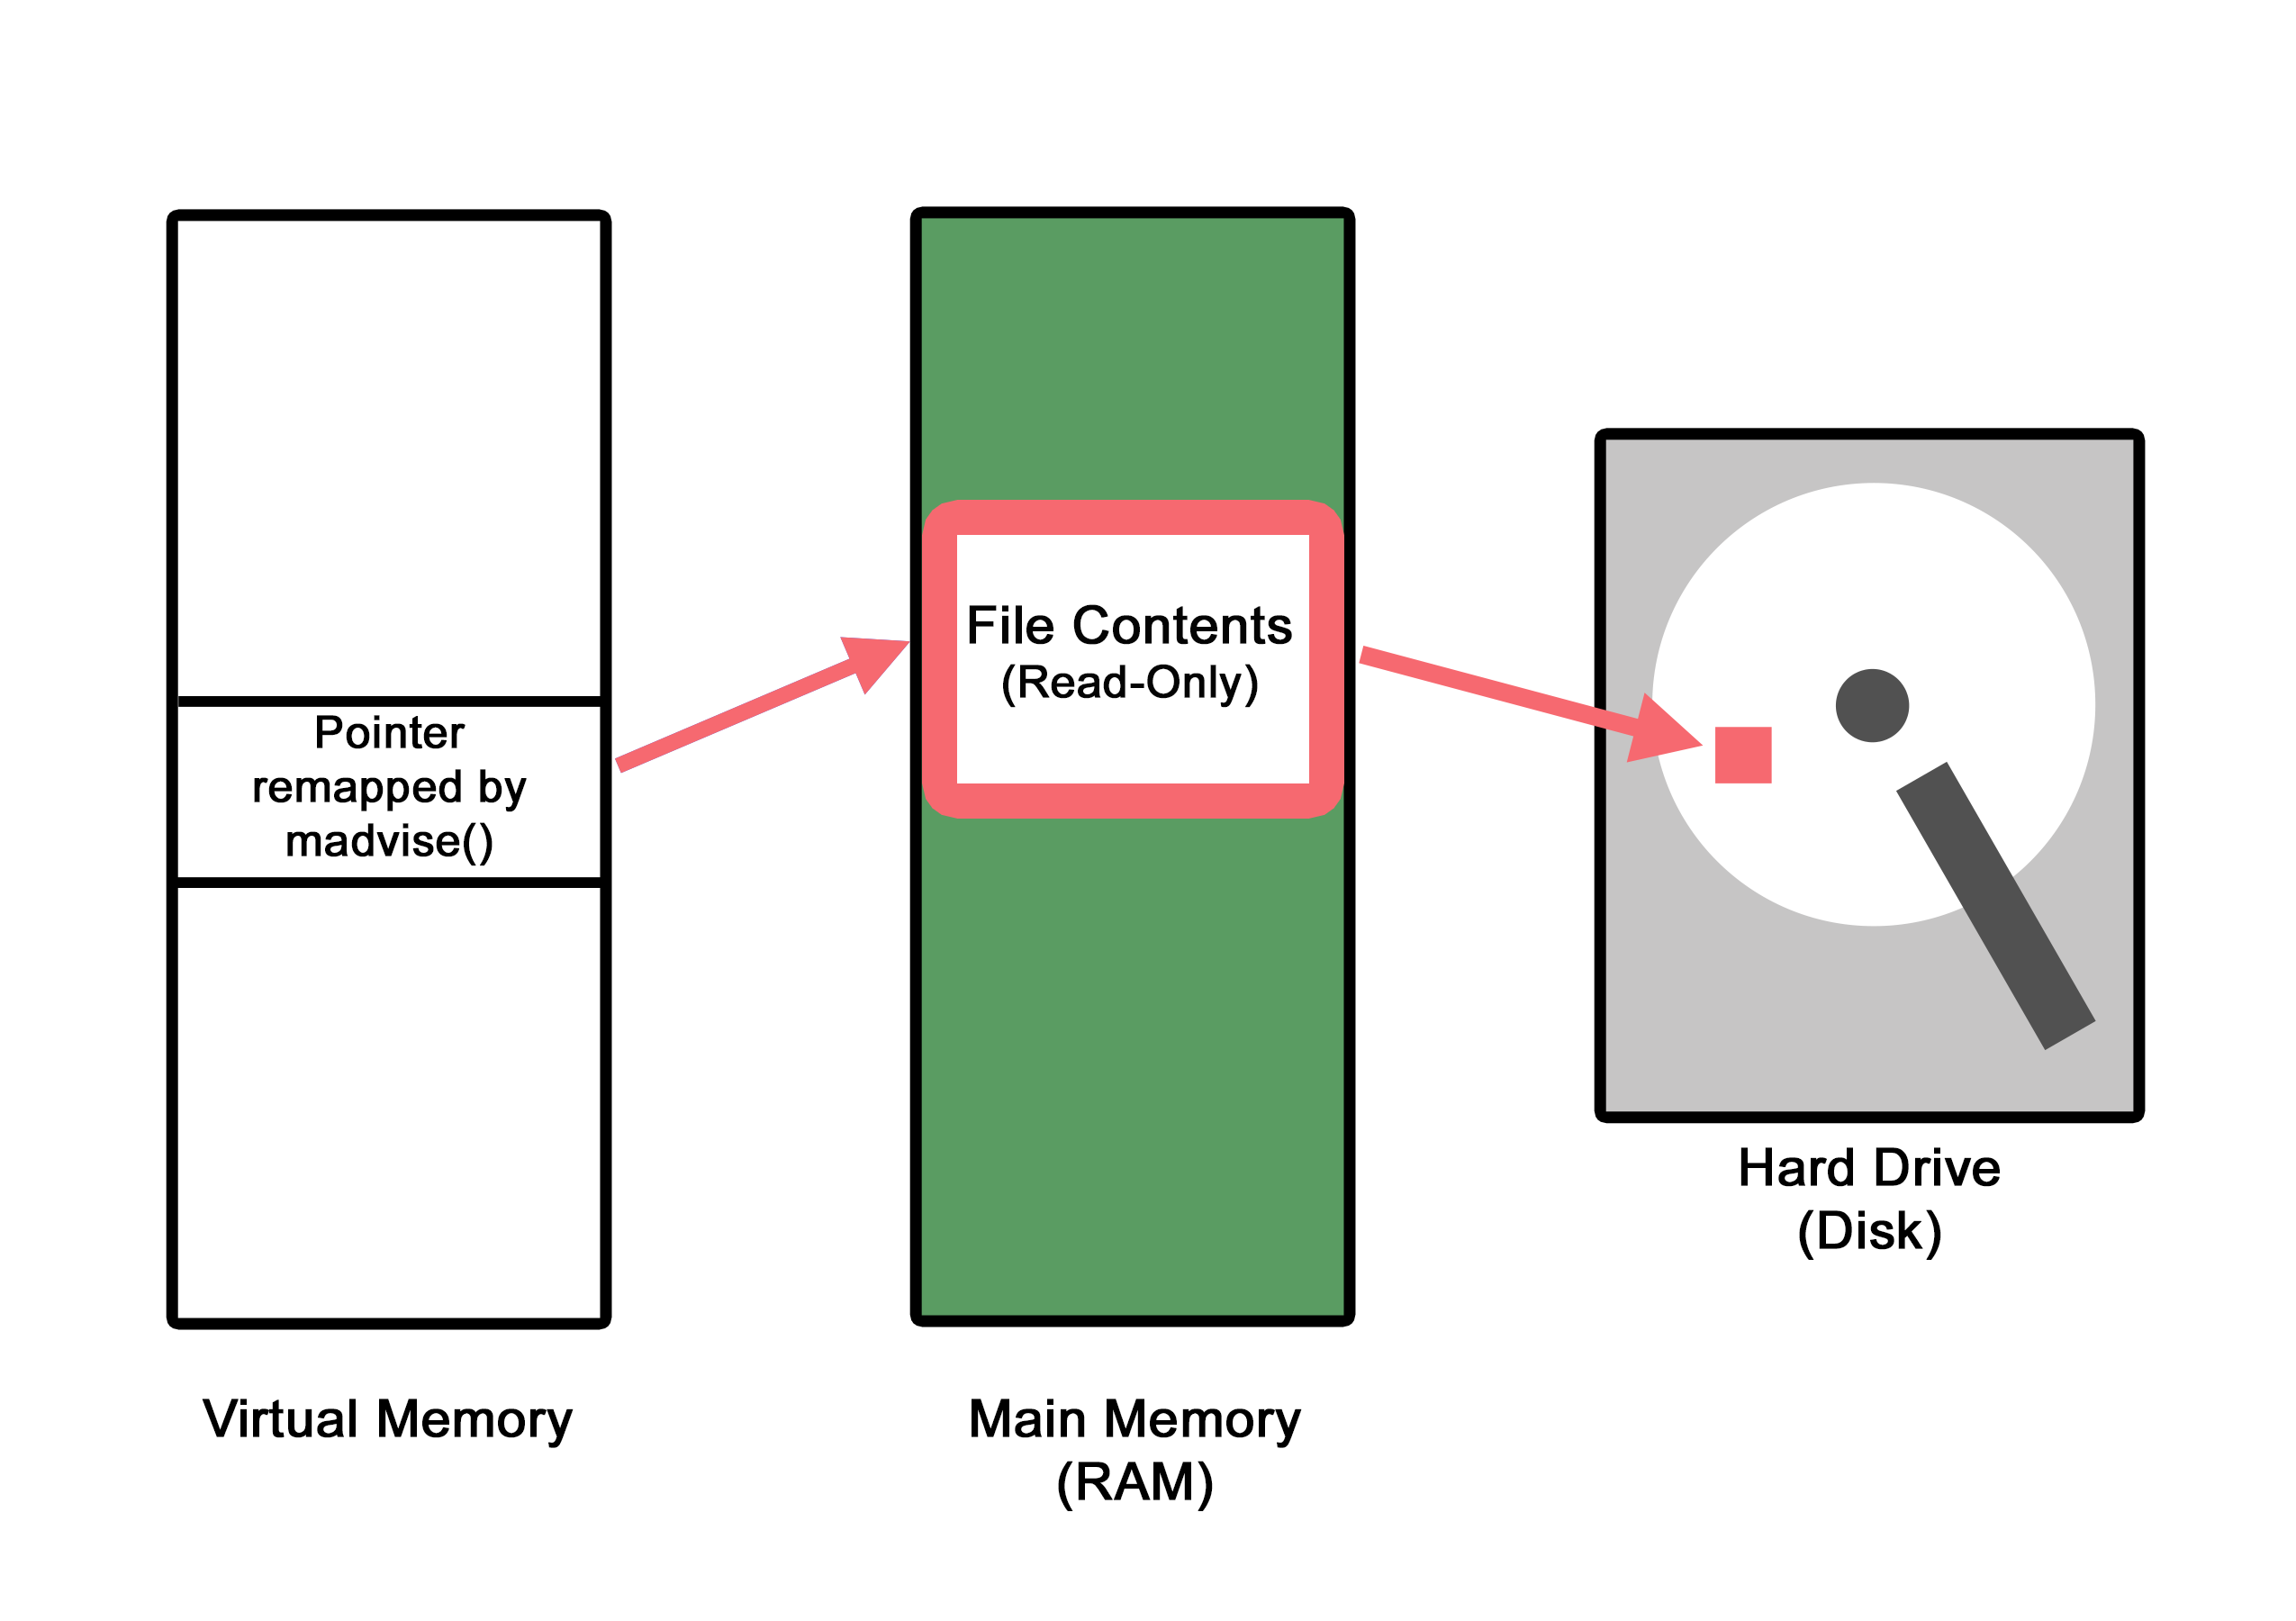 Pointer
remapped by
madvise()
File Contents
(Read-Only)
Hard Drive
(Disk)
Virtual Memory
Main Memory
(RAM)